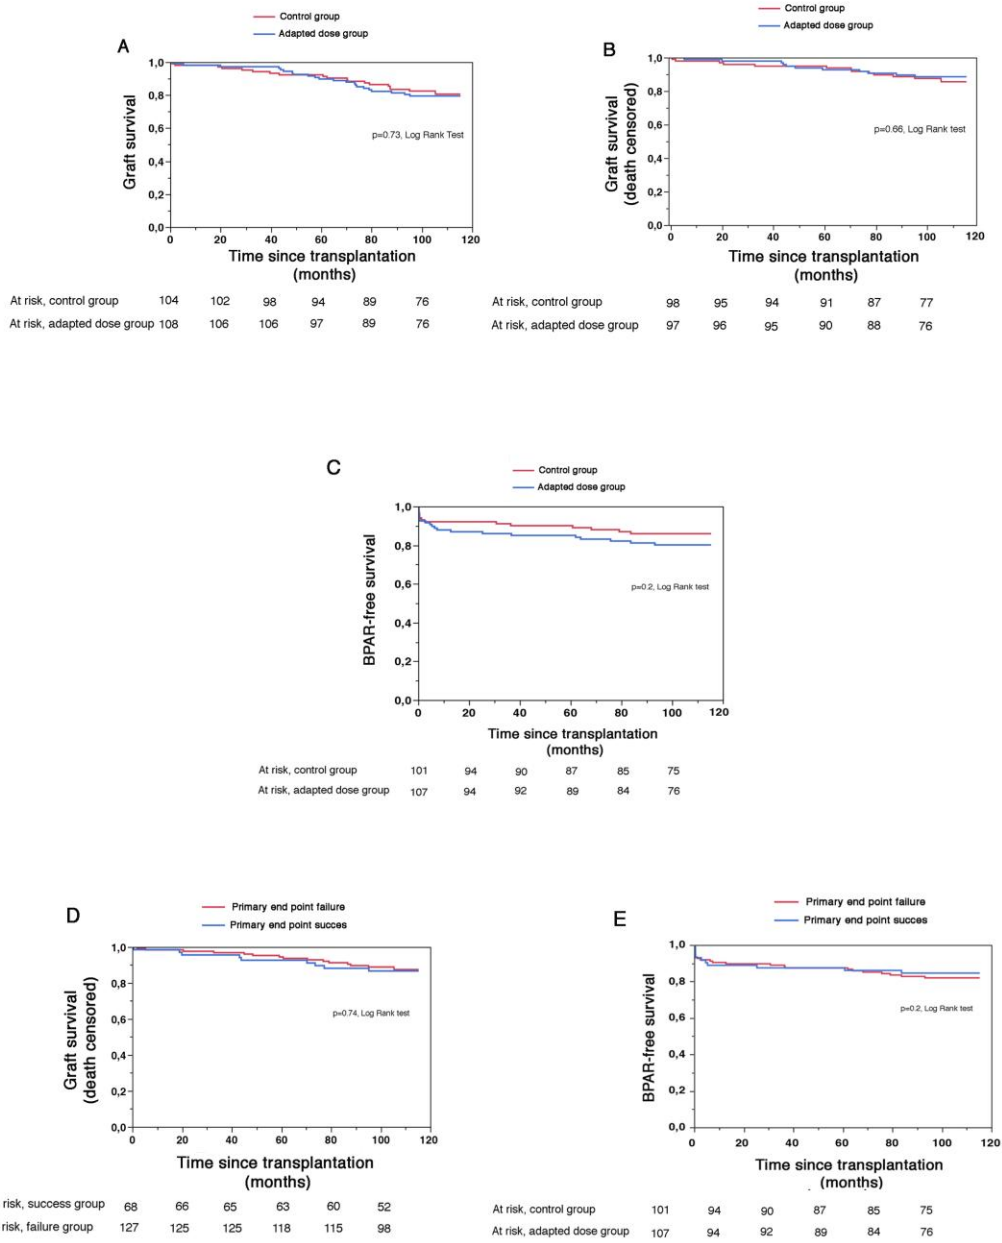 Control group
Adapted dose group
A
1,0
0,8
0,6
0,4
0,2
0,0
Graft survival
p=0.73, Log Rank Test
0 20 40 60 80 100 120
Time since transplantation
(months)
At risk, control group 104 102 98 94 89 76
At risk, adapted dose group 108 106 106 97 89 76
Control group
Adapted dose group
B
1,0
0,8
0,6
0,4
0,2
0,0
Graft survival
(death censored)
p=0.66, Log Rank test
0 20 40 60 80 100 120
Time since transplantation
(months)
At risk, control group 98 95 94 91 87 77
At risk, adapted dose group 97 96 95 90 88 76
C
Control group
Adapted dose group
1,0
0,8
0,6
0,4
0,2
0,0
BPAR-free survival
p=0.2, Log Rank test
0 20 40 60 80 100 120
Time since transplantation
(months)
At risk, control group 101 94 90 87 85 75
At risk, adapted dose group 107 94 92 89 84 76
D
Primary end point failure
Primary end point succes
1,0
0,8
0,6
0,4
0,2
0,0
Graft survival
(death censored)
p=0.74, Log Rank test
0 20 40 60 80 100 120
Time since transplantation
(months)
risk, success group 68 66 65 63 60 52
risk, failure group 127 125 125 118 115 98
E
Primary end point failure
Primary end point succes
1,0
0,8
0,6
0,4
0,2
0,0
BPAR-free survival
p=0.2, Log Rank test
0 20 40 60 80 100 120
Time since transplantation
(months)
At risk, control group 101 94 90 87 85 75
At risk, adapted dose group 107 94 92 89 84 76